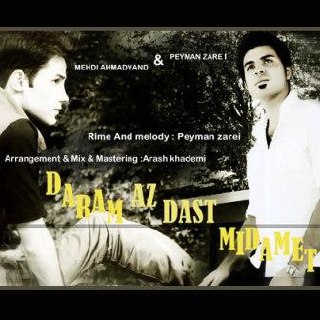 MEHDI AHMADVAND & PEYMAN ZARE I
Rime And melody : Peyman zarei
Arrangement & Mix & Mastering :Arash khademi
DARAM AZ DAST MIDAMET